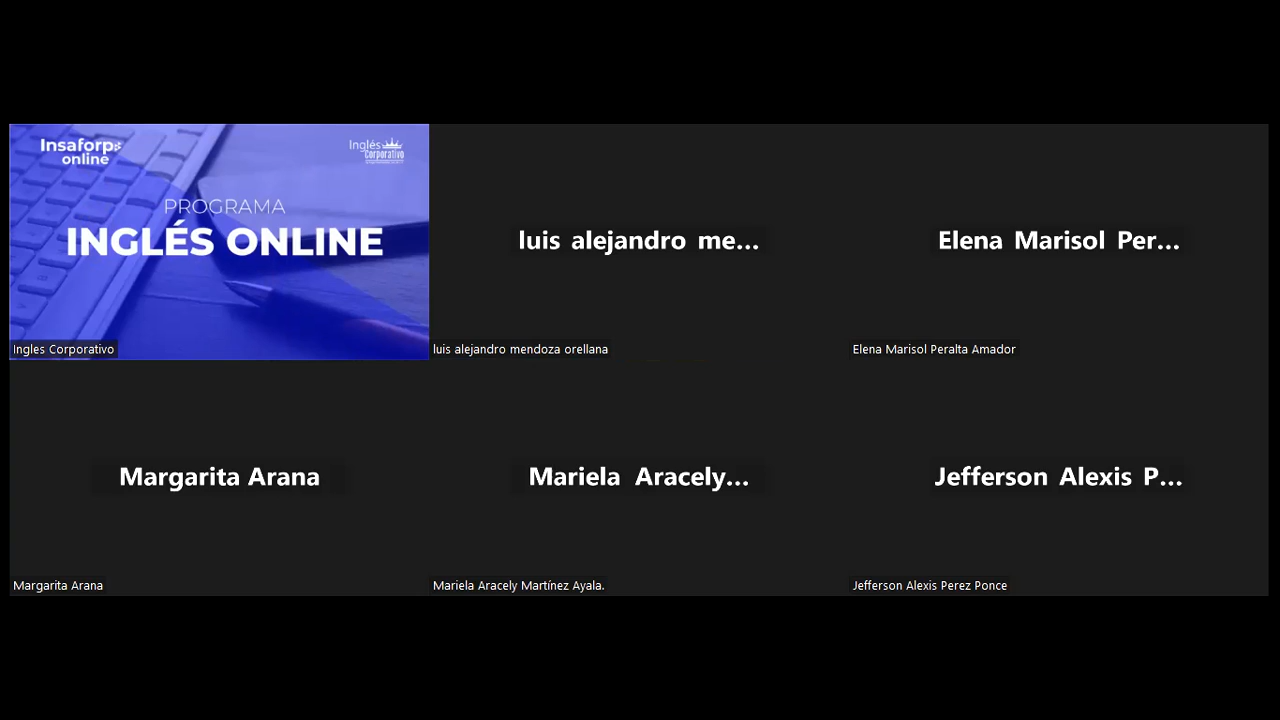 Insaforp
online
Inglés
Corporativo
PROGRAMA
INGLÉS ONLINE
Ingles Corporativo
luis alejandro me...
luis alejandro mendoza orellana
Elena Marisol Per...
Elena Marisol Peralta Amador
Margarita Arana
Margarita Arana
Mariela Aracely...
Mariela Aracely Martínez Ayala.
Jefferson Alexis P...
Jefferson Alexis Perez Ponce